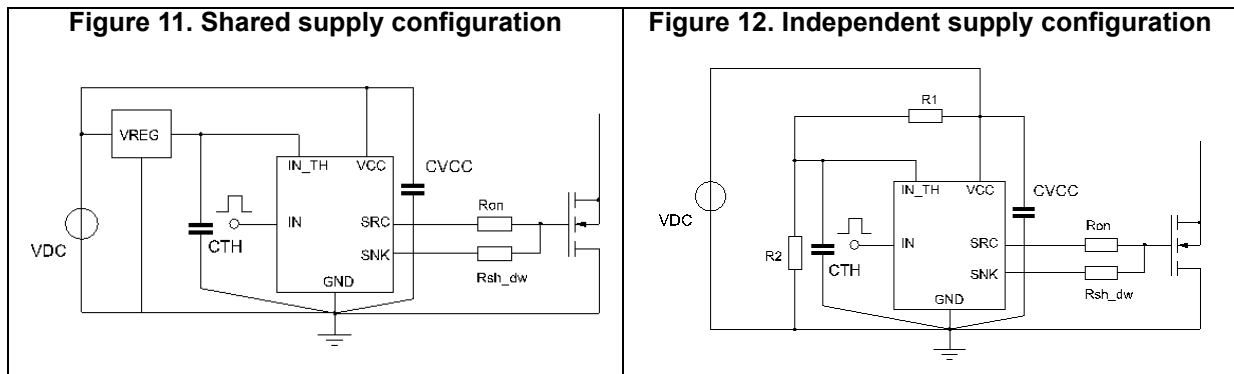 Figure 11. Shared supply configuration
VREG
IN_TH
VCC
CVCC
IN
SRC
Ron
CTH
VDC
SNK
Rsh_dw
GND
Figure 12. Independent supply configuration
R1
IN_TH
VCC
CVCC
VDC
IN
SRC
Ron
R2
CTH
SNK
Rsh_dw
GND